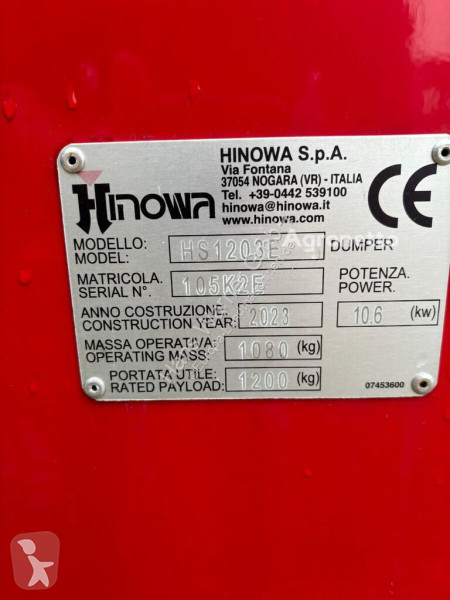 HINOWA S.p.A.
Via Fontana
37054 NOGARA (VR) - ITALIA
Tel. +39-0442 539100
hinowa@hinowa.it
www.hinowa.com
Hinowa
CE
MODELLO:
MODEL: HS1203E DUMPER
MATRICOLA.
SERIAL N°. 105K2E
POTENZA.
POWER.
ANNO COSTRUZIONE:
CONSTRUCTION YEAR: 2023 10.6 (kw)
MASSA OPERATIVA:
OPERATING MASS: 1080 (kg)
PORTATA UTILE:
RATED PAYLOAD: 1200 (kg)
07453600